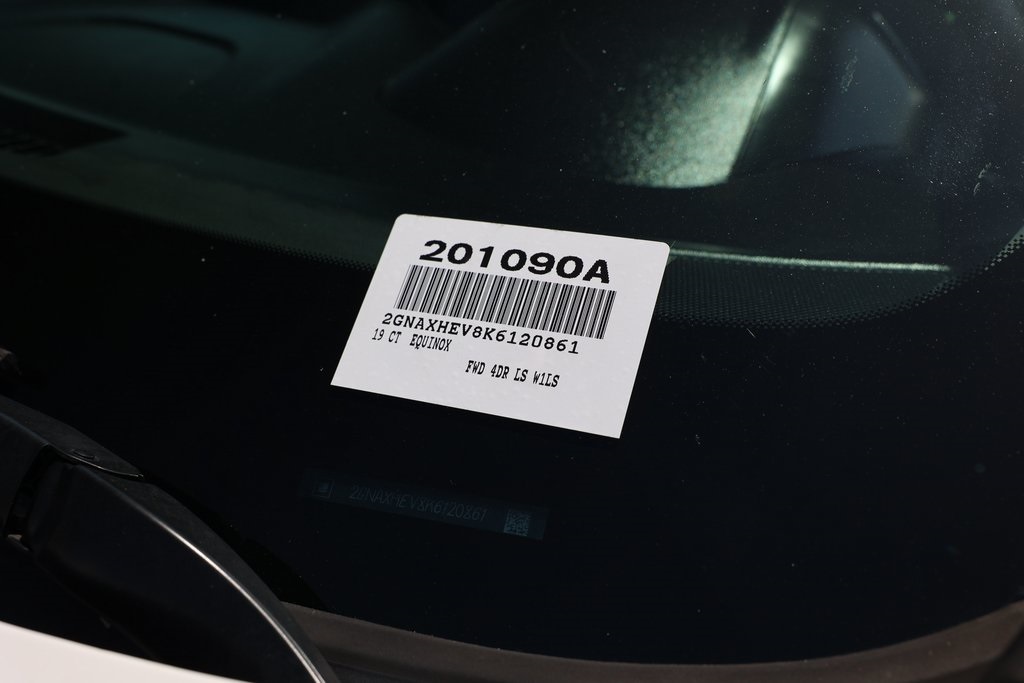 201090A
2GNAXHEV8K6120861
19 CT EQUINOX
FWD 4DR LS W1LS
2GNAXHEV8K6120861